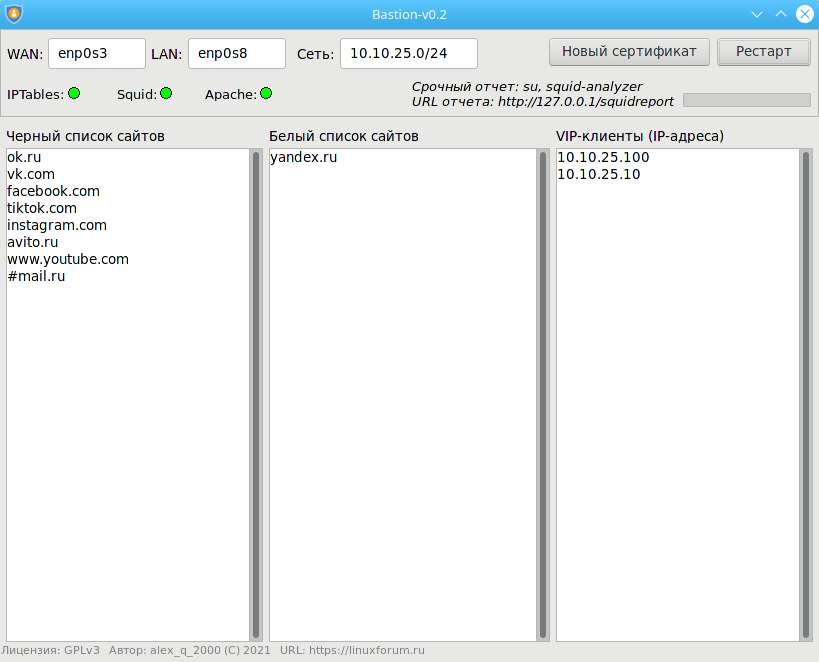 Bastion-v0.2
WAN: enp0s3 LAN: enp0s8 Сеть: 10.10.25.0/24 Новый сертификат Рестарт
IPTables: Squid: Apache:
Срочный отчет: su, squid-analyzer
URL отчета: http://127.0.0.1/squidreport
Черный список сайтов
ok.ru
vk.com
facebook.com
tiktok.com
instagram.com
avito.ru
www.youtube.com
#mail.ru
Белый список сайтов
yandex.ru
VIP-клиенты (IP-адреса)
10.10.25.100
10.10.25.10
Лицензия: GPLv3 Автор: alex_q_2000 (C) 2021 URL: https://linuxforum.ru